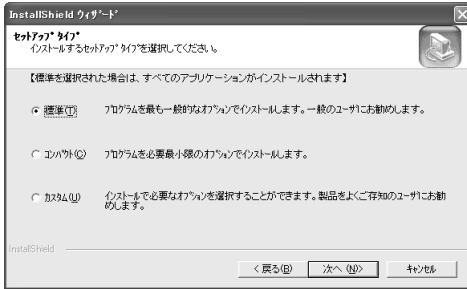 InstallShield ウィザード
セットアップ タイプ
インストールするセットアップ タイプを選択してください。
【標準を選択された場合は、すべてのアプリケーションがインストールされます】
標準(T) プログラムを最も一般的なオプションでインストールします。一般のユーザにお勧めします。
コンパクト(C) プログラムを必要最小限のオプションでインストールします。
カスタム(U) インストールで必要なオプションを選択することができます。製品をよくご存知のユーザにお勧
めします。
InstallShield
< 戻る(B) 次へ (N)> キャンセル